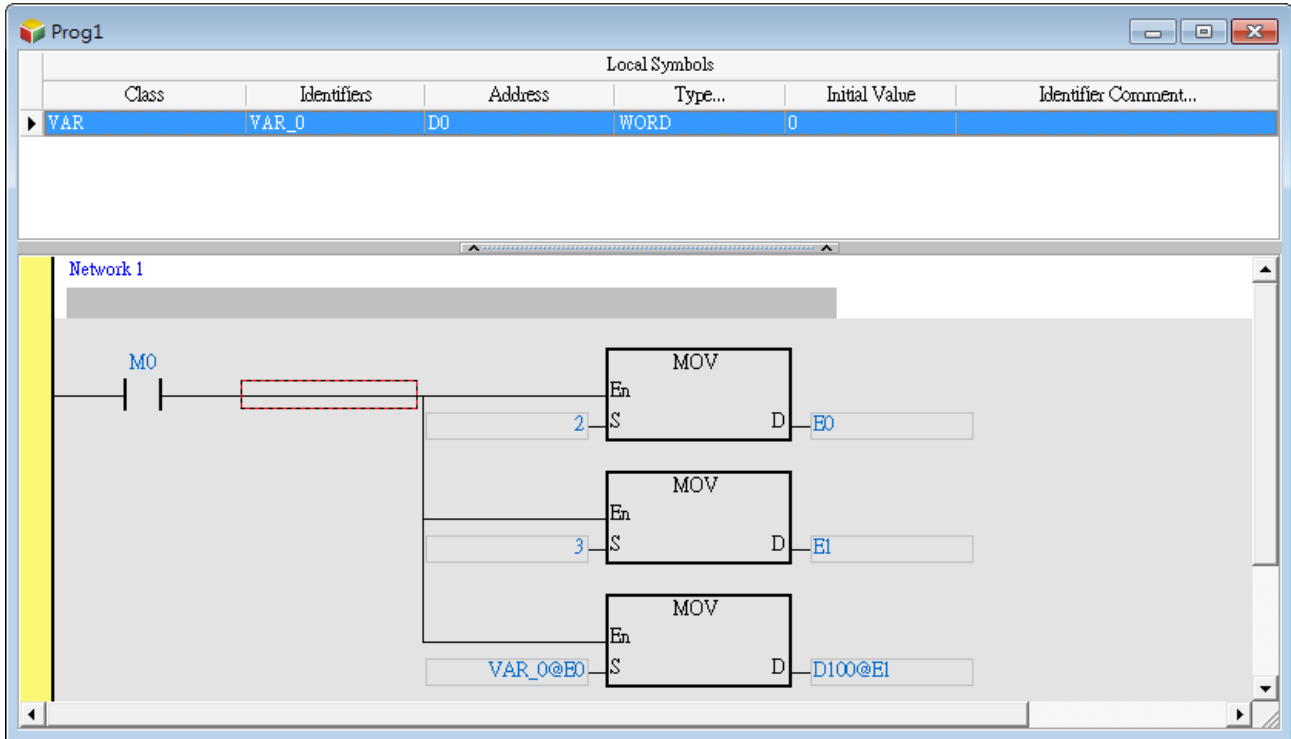 Prog1
Local Symbols
Class Identifiers Address Type... Initial Value Identifier Comment...
VAR VAR_0 D0 WORD 0
Network 1
M0
MOV
En
2 S D E0
MOV
En
3 S D E1
MOV
En
VAR_0@E0 S D D100@E1